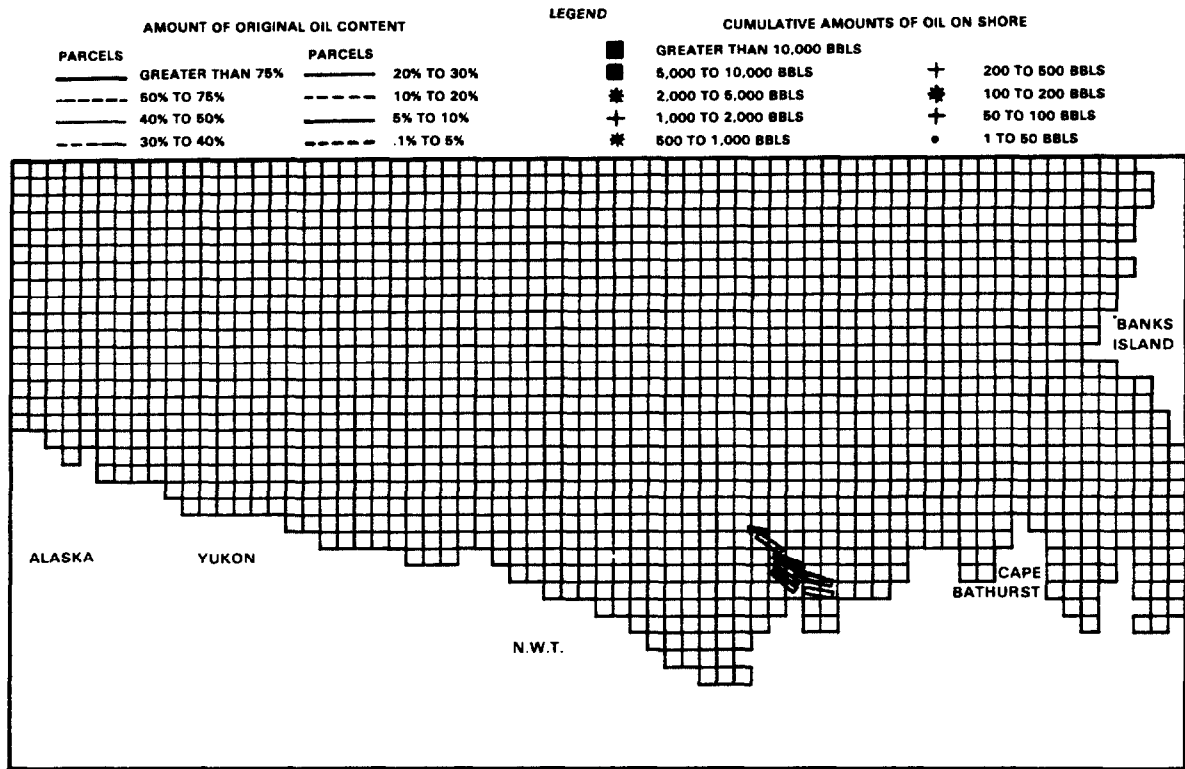 LEGEND
AMOUNT OF ORIGINAL OIL CONTENT
CUMULATIVE AMOUNTS OF OIL ON SHORE
PARCELS PARCELS
GREATER THAN 75% 20% TO 30%
50% TO 75% 10% TO 20%
40% TO 50% 5% TO 10%
30% TO 40% .1% TO 5%
GREATER THAN 10,000 BBLS
5,000 TO 10,000 BBLS 200 TO 500 BBLS
2,000 TO 5,000 BBLS 100 TO 200 BBLS
1,000 TO 2,000 BBLS 50 TO 100 BBLS
500 TO 1,000 BBLS 1 TO 50 BBLS
BANKS
ISLAND
ALASKA
YUKON
CAPE
BATHURST
N.W.T.